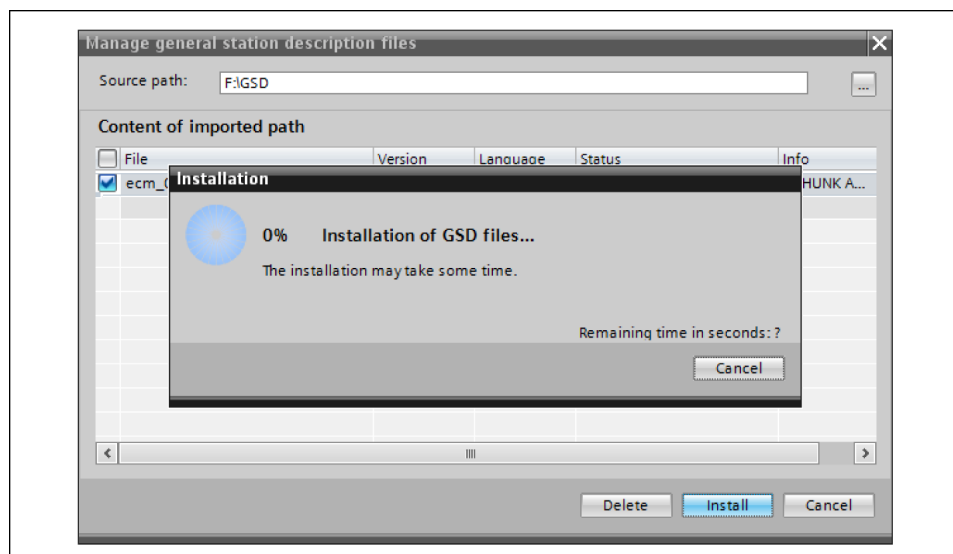 Manage general station description files
Source path: F:\GSD ...
Content of imported path
File Version Language Status Info
ecm_ HUNK A...
Installation
0% Installation of GSD files...
The installation may take some time.
Remaining time in seconds: ?
Cancel
Delete Install Cancel